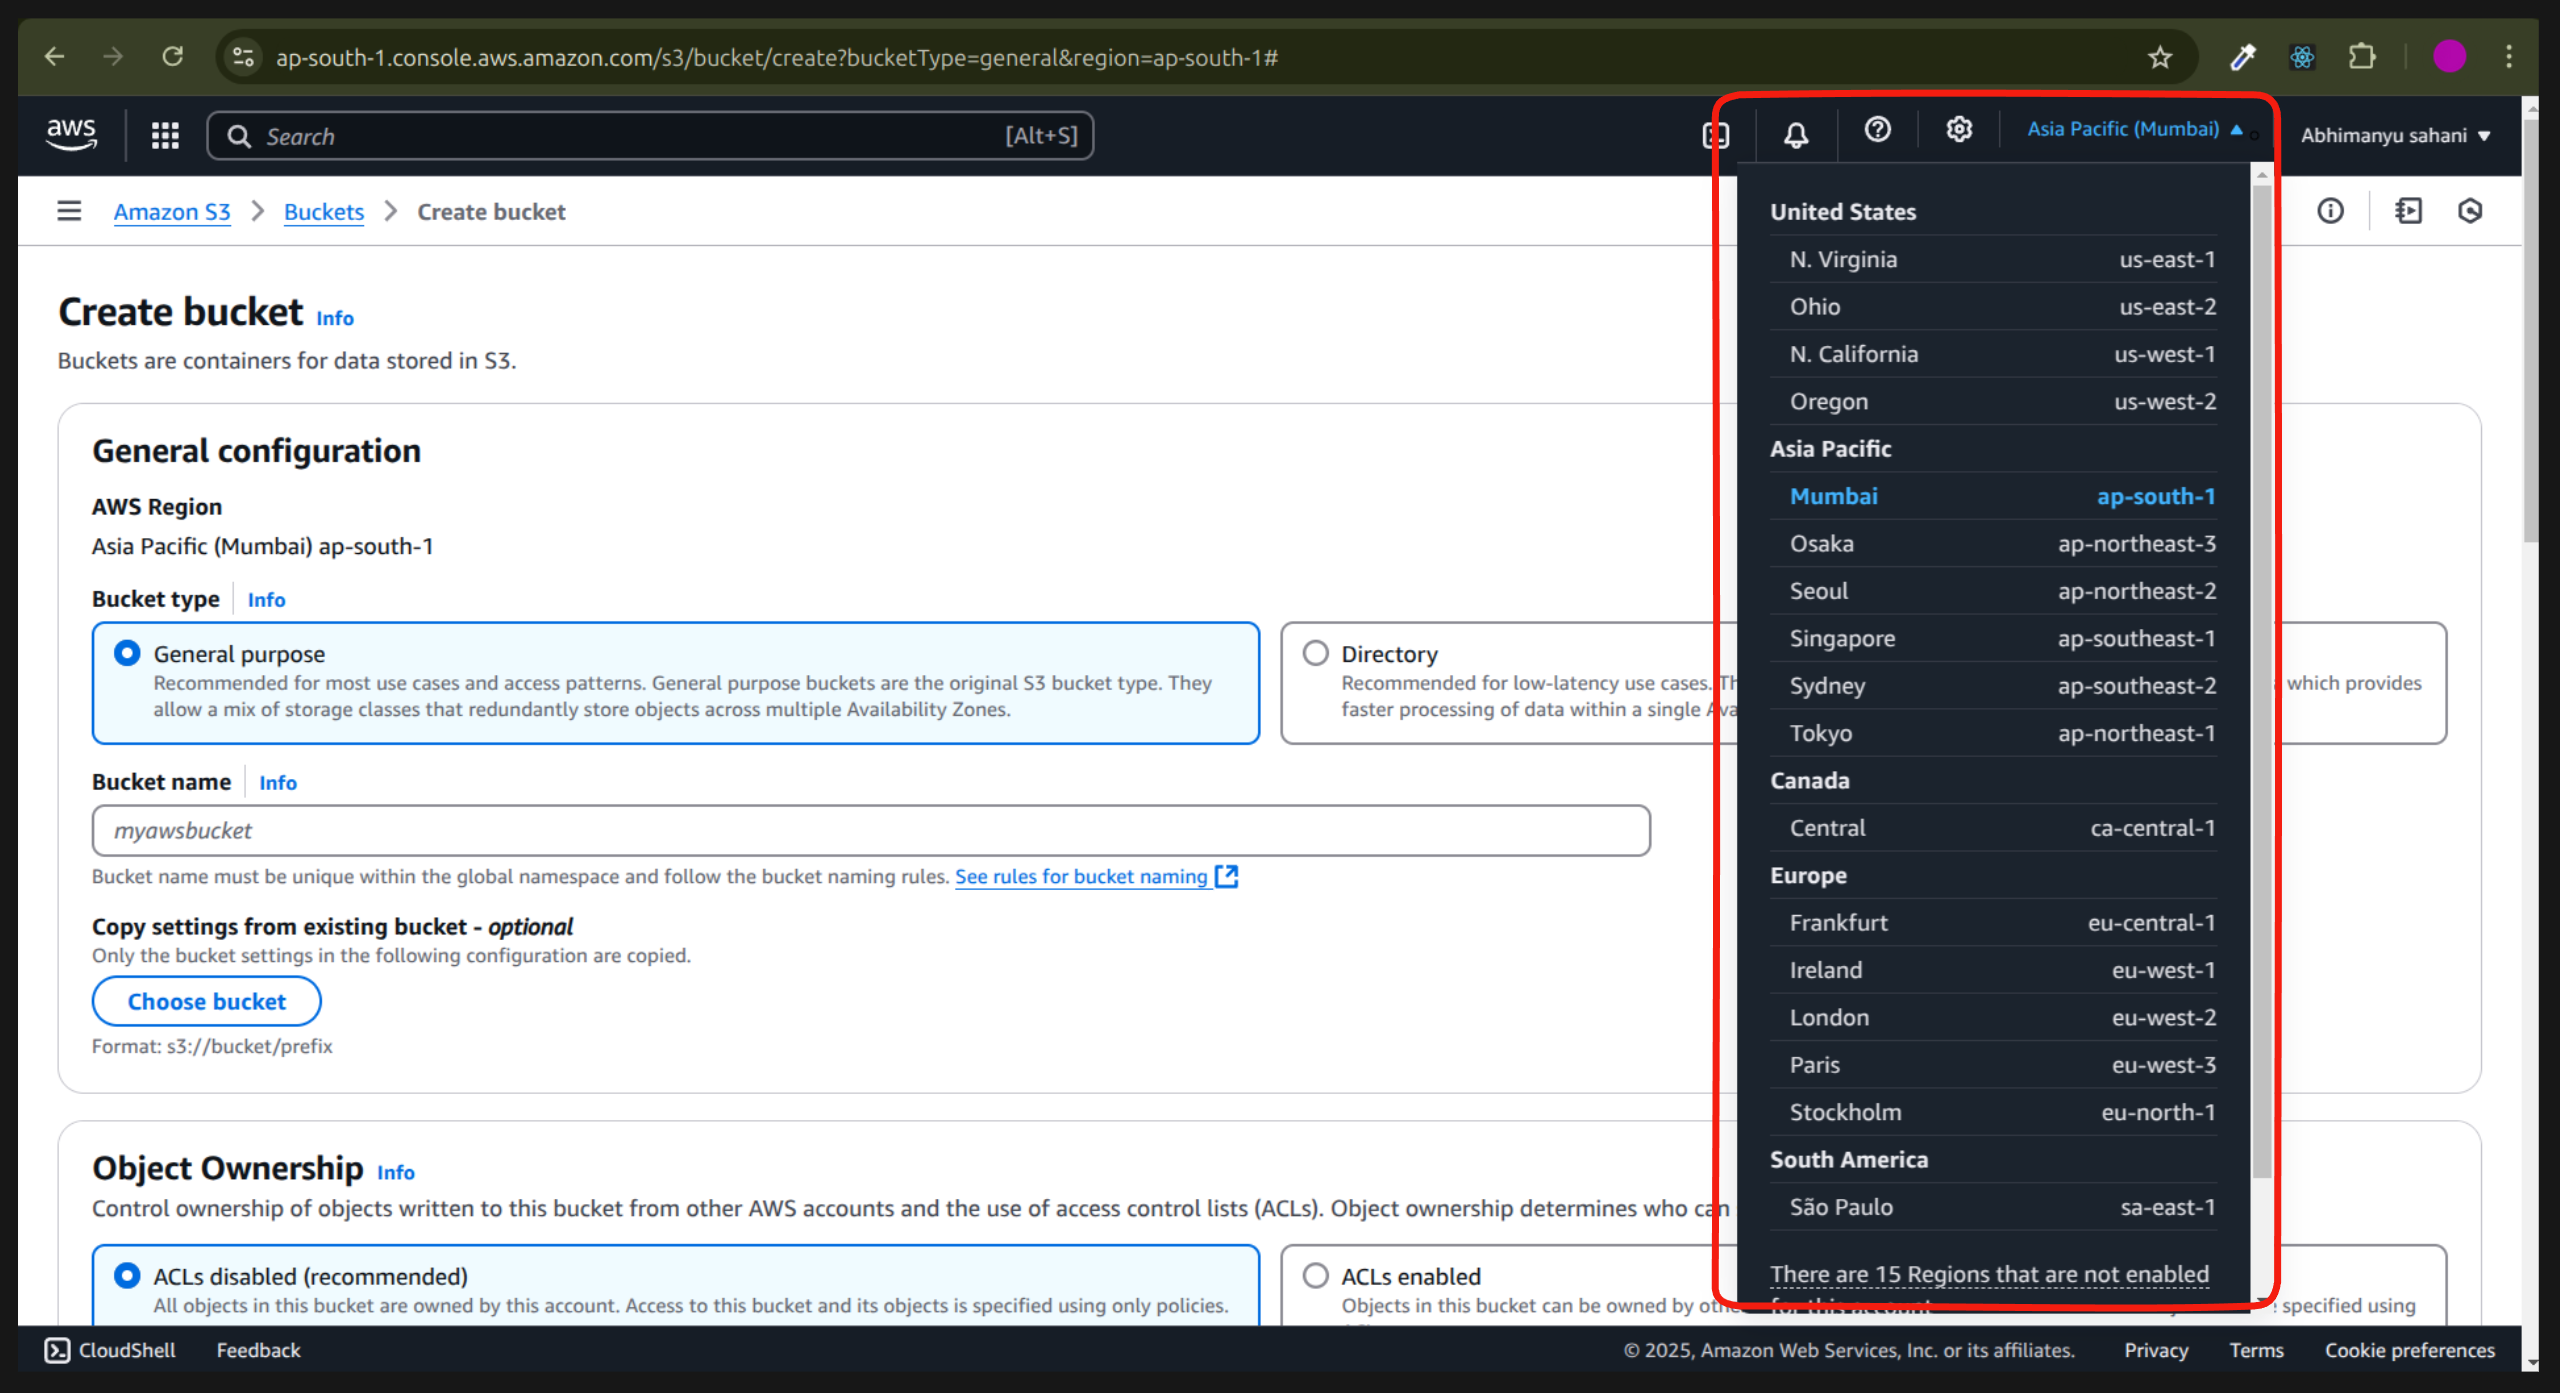 ap-south-1.console.aws.amazon.com/s3/bucket/create?bucketType=general&region=ap-south-1#
aws
Search [Alt+S]
Asia Pacific (Mumbai)
Abhimanyu sahani
Amazon S3 > Buckets > Create bucket
Create bucket Info
Buckets are containers for data stored in S3.
General configuration
AWS Region
Asia Pacific (Mumbai) ap-south-1
Bucket type Info
General purpose
Recommended for most use cases and access patterns. General purpose buckets are the original S3 bucket type. They
allow a mix of storage classes that redundantly store objects across multiple Availability Zones.
Directory
Recommended for low-latency use cases. which provides
faster processing of data within a single
Bucket name Info
myawsbucket
Bucket name must be unique within the global namespace and follow the bucket naming rules. See rules for bucket naming
Copy settings from existing bucket - optional
Only the bucket settings in the following configuration are copied.
Choose bucket
Format: s3://bucket/prefix
Object Ownership Info
Control ownership of objects written to this bucket from other AWS accounts and the use of access control lists (ACLs). Object ownership determines who can
ACLs disabled (recommended)
All objects in this bucket are owned by this account. Access to this bucket and its objects is specified using only policies.
ACLs enabled
Objects in this bucket can be owned by specified using
United States
N. Virginia us-east-1
Ohio us-east-2
N. California us-west-1
Oregon us-west-2
Asia Pacific
Mumbai ap-south-1
Osaka ap-northeast-3
Seoul ap-northeast-2
Singapore ap-southeast-1
Sydney ap-southeast-2
Tokyo ap-northeast-1
Canada
Central ca-central-1
Europe
Frankfurt eu-central-1
Ireland eu-west-1
London eu-west-2
Paris eu-west-3
Stockholm eu-north-1
South America
São Paulo sa-east-1
There are 15 Regions that are not enabled
for this account
CloudShell Feedback
© 2025, Amazon Web Services, Inc. or its affiliates. Privacy Terms Cookie preferences